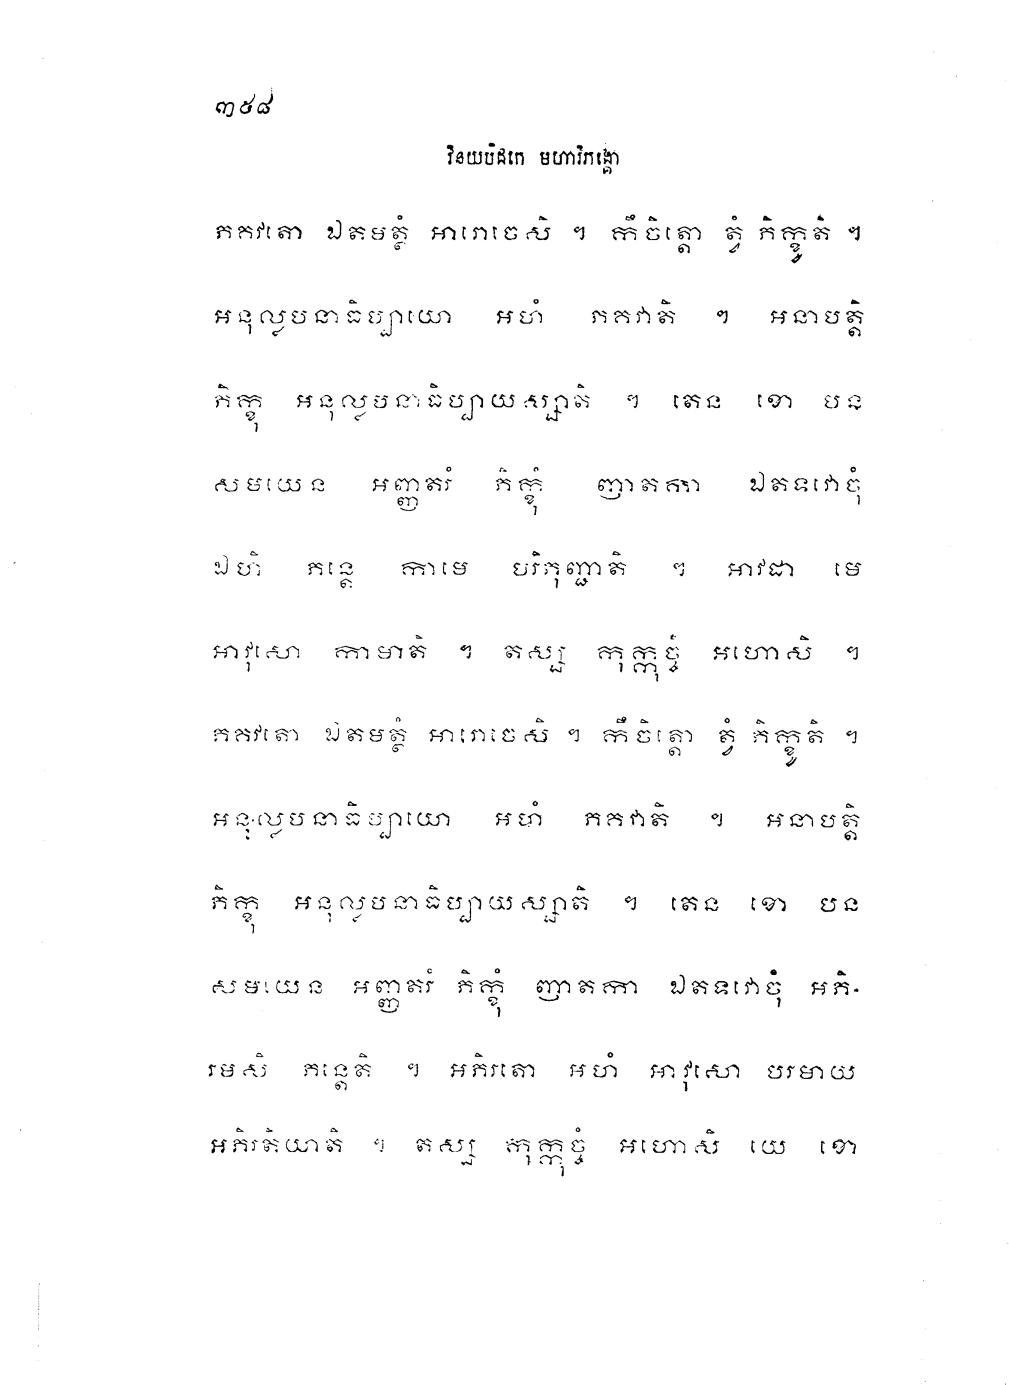 ៣៥៨
វិនយបិដកេ មហាវិភង្គោ
ភគវតោ ឯតមត្ថំ អារោចេសិ ។ កឹចិត្តោ ត្វំ ភិក្ខូតិ ។
អនុល្លបនាធិប្បាយោ អហំ ភគវាតិ ។ អនាបត្តិ
ភិក្ខុ អនុល្លបនាធិប្បាយស្សាតិ ។ តេន ខោ បន
សមយេន អញ្ញតរំ ភិក្ខុំ ញាតកា ឯតទវោចុំ
ឯហិ ភន្តេ កាមេ បរិភុញ្ជាតិ ។ អាវដា មេ
អាវុសោ កាមាតិ ។ តស្ស កុក្កុច្ចំ អហោសិ ។
ភគវតោ ឯតមត្ថំ អារោចេសិ ។ កឹចិត្តោ ត្វំ ភិក្ខូតិ ។
អនុល្លបនាធិប្បាយោ អហំ ភគវាតិ ។ អនាបត្តិ
ភិក្ខុ អនុល្លបនាធិប្បាយស្សាតិ ។ តេន ខោ បន
សមយេន អញ្ញតរំ ភិក្ខុំ ញាតកា ឯតទវោចុំ អភិ-
រមសិ ភន្តេតិ ។ អភិរតោ អហំ អាវុសោ បរមាយ
អភិរតិយាតិ ។ តស្ស កុក្កុច្ចំ អហោសិ យេ ខោ